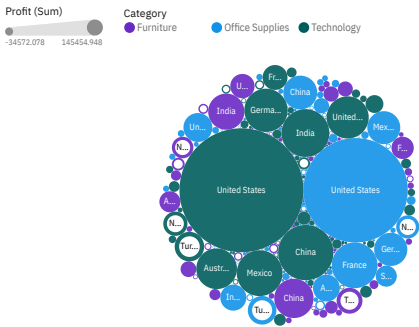 Profit (Sum)
-34572.078 145454.948
Category
Furniture Office Supplies Technology
Fr...
U...
China
India
Germa...
United...
Un...
India
Mex...
N...
F...
United States
United States
A...
N...
N...
Tur...
China
Ger...
Austr...
Mexico
France
S...
In...
China
A...
T...
Tu...